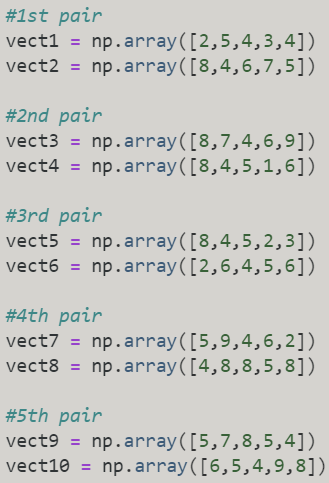 #1st pair
vect1 = np.array([2,5,4,3,4])
vect2 = np.array([8,4,6,7,5])
#2nd pair
vect3 = np.array([8,7,4,6,9])
vect4 = np.array([8,4,5,1,6])
#3rd pair
vect5 = np.array([8,4,5,2,3])
vect6 = np.array([2,6,4,5,6])
#4th pair
vect7 = np.array([5,9,4,6,2])
vect8 = np.array([4,8,8,5,8])
#5th pair
vect9 = np.array([5,7,8,5,4])
vect10 = np.array([6,5,4,9,8])